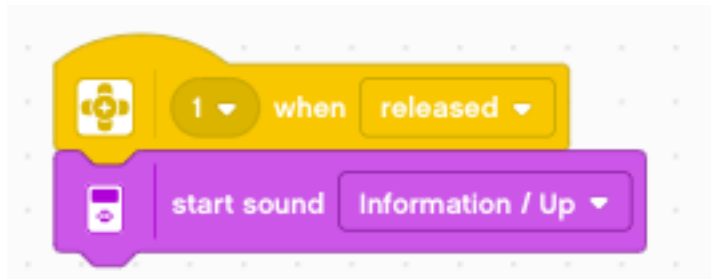 1 when released
start sound Information / Up